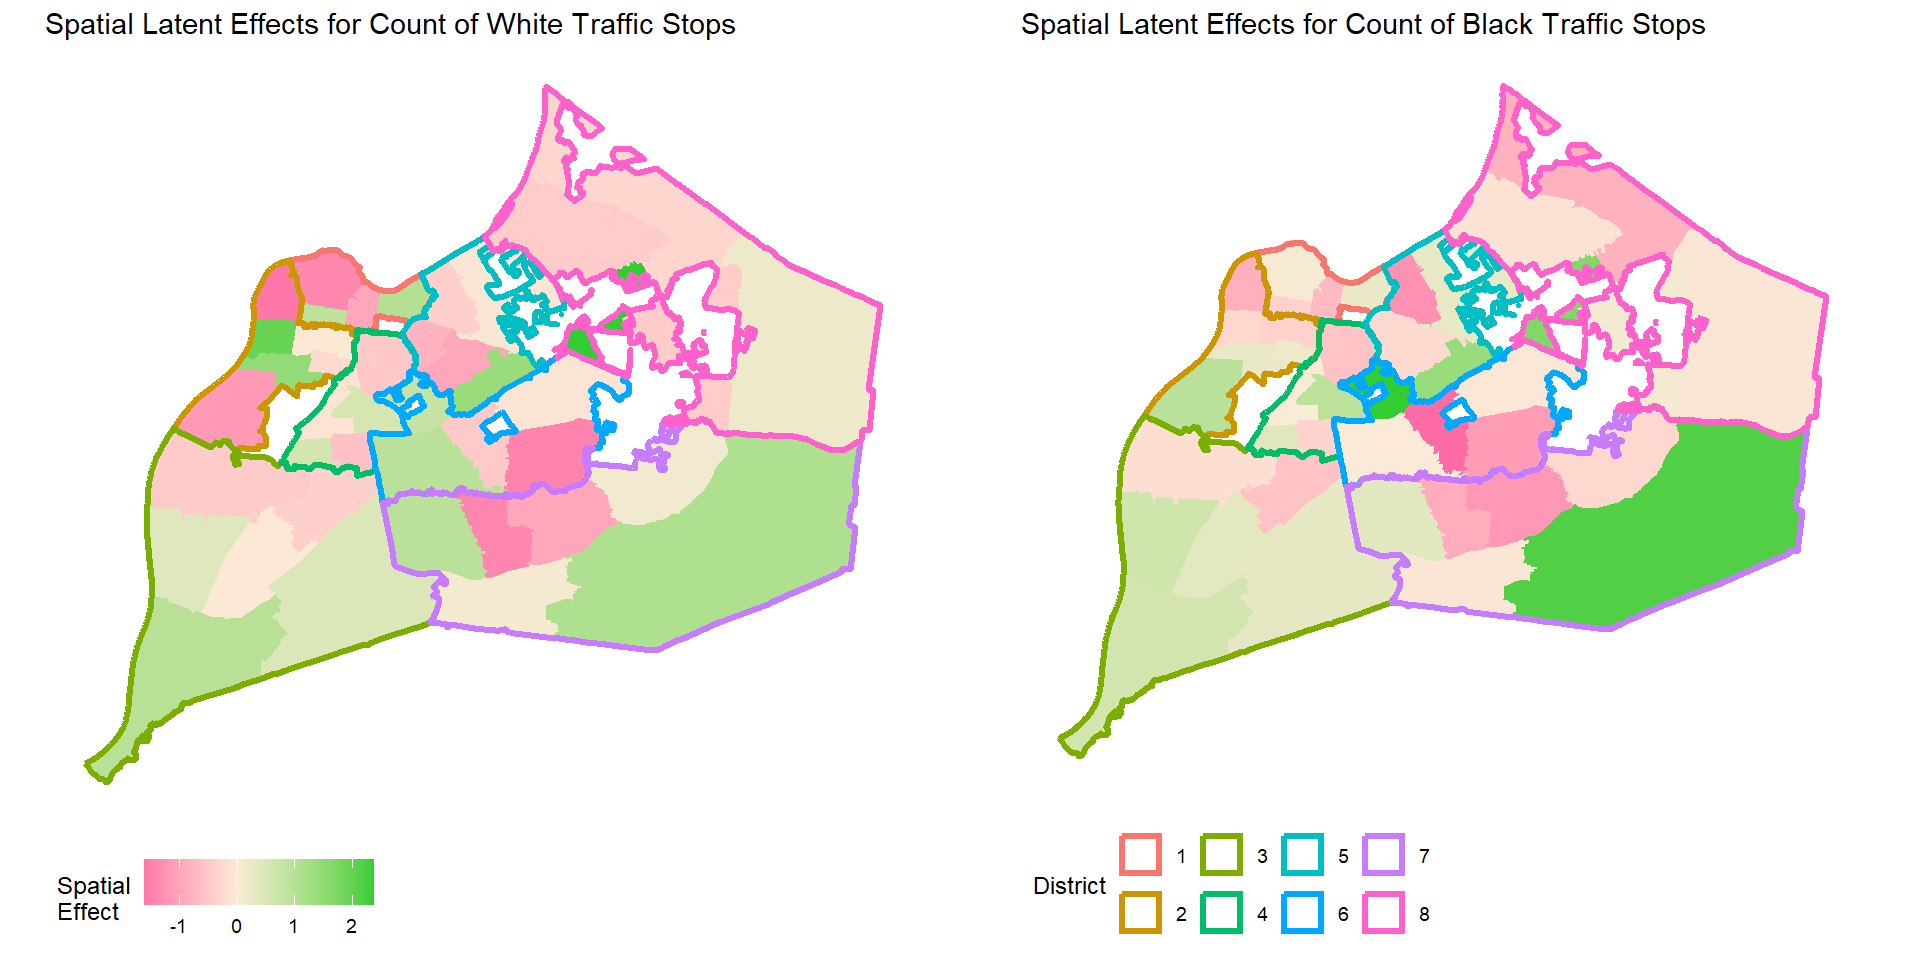 Spatial Latent Effects for Count of White Traffic Stops
Spatial Latent Effects for Count of Black Traffic Stops
Spatial
Effect
-1 0 1 2
District
1 3 5 7
2 4 6 8